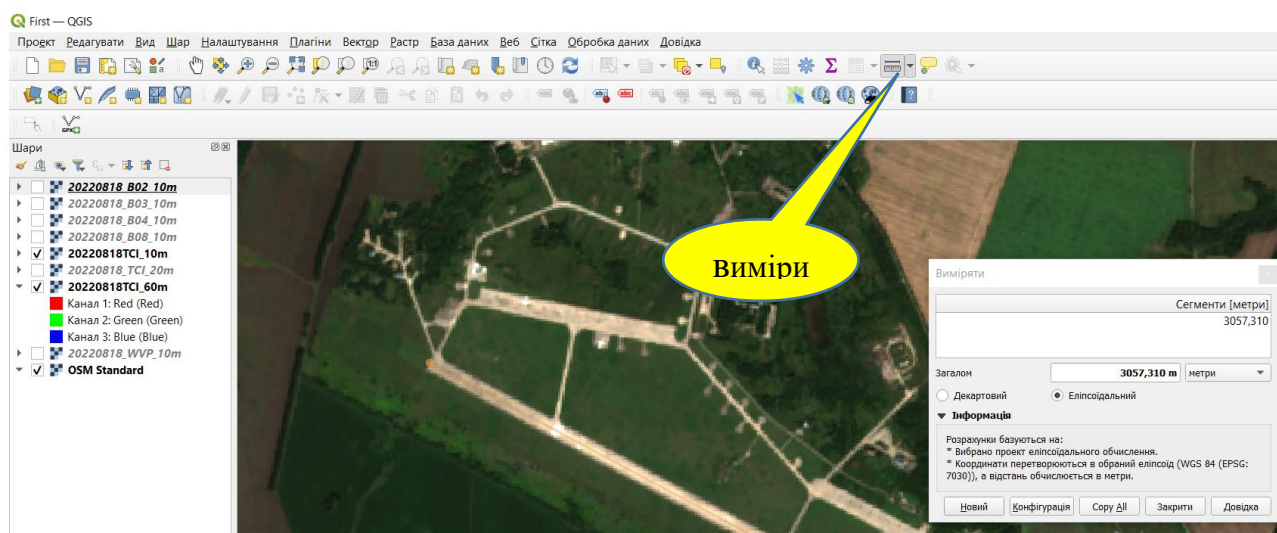 First — QGIS
Проект Редагувати Вид Шар Налаштування Плагіни Вектор Растр База даних Веб Сітка Обробка даних Довідка
Шари
20220818_B02_10m
20220818_B03_10m
20220818_B04_10m
20220818_B08_10m
20220818TCI_10m
20220818_TCI_20m
20220818TCI_60m
Канал 1: Red (Red)
Канал 2: Green (Green)
Канал 3: Blue (Blue)
20220818_WVP_10m
OSM Standard
виміри
Виміряти
Сегменти [метри]
3057,310
Загалом 3057,310 m метри
Декартовий Еліпсоїдальний
Інформація
Розрахунки базуються на:
* Вибрано проект еліпсоїдального обчислення.
* Координати перетворюються в обраний еліпсоїд (WGS 84 (EPSG:
7030)), а відстань обчислюється в метри.
Новий Конфігурація Copy All Закрити Довідка